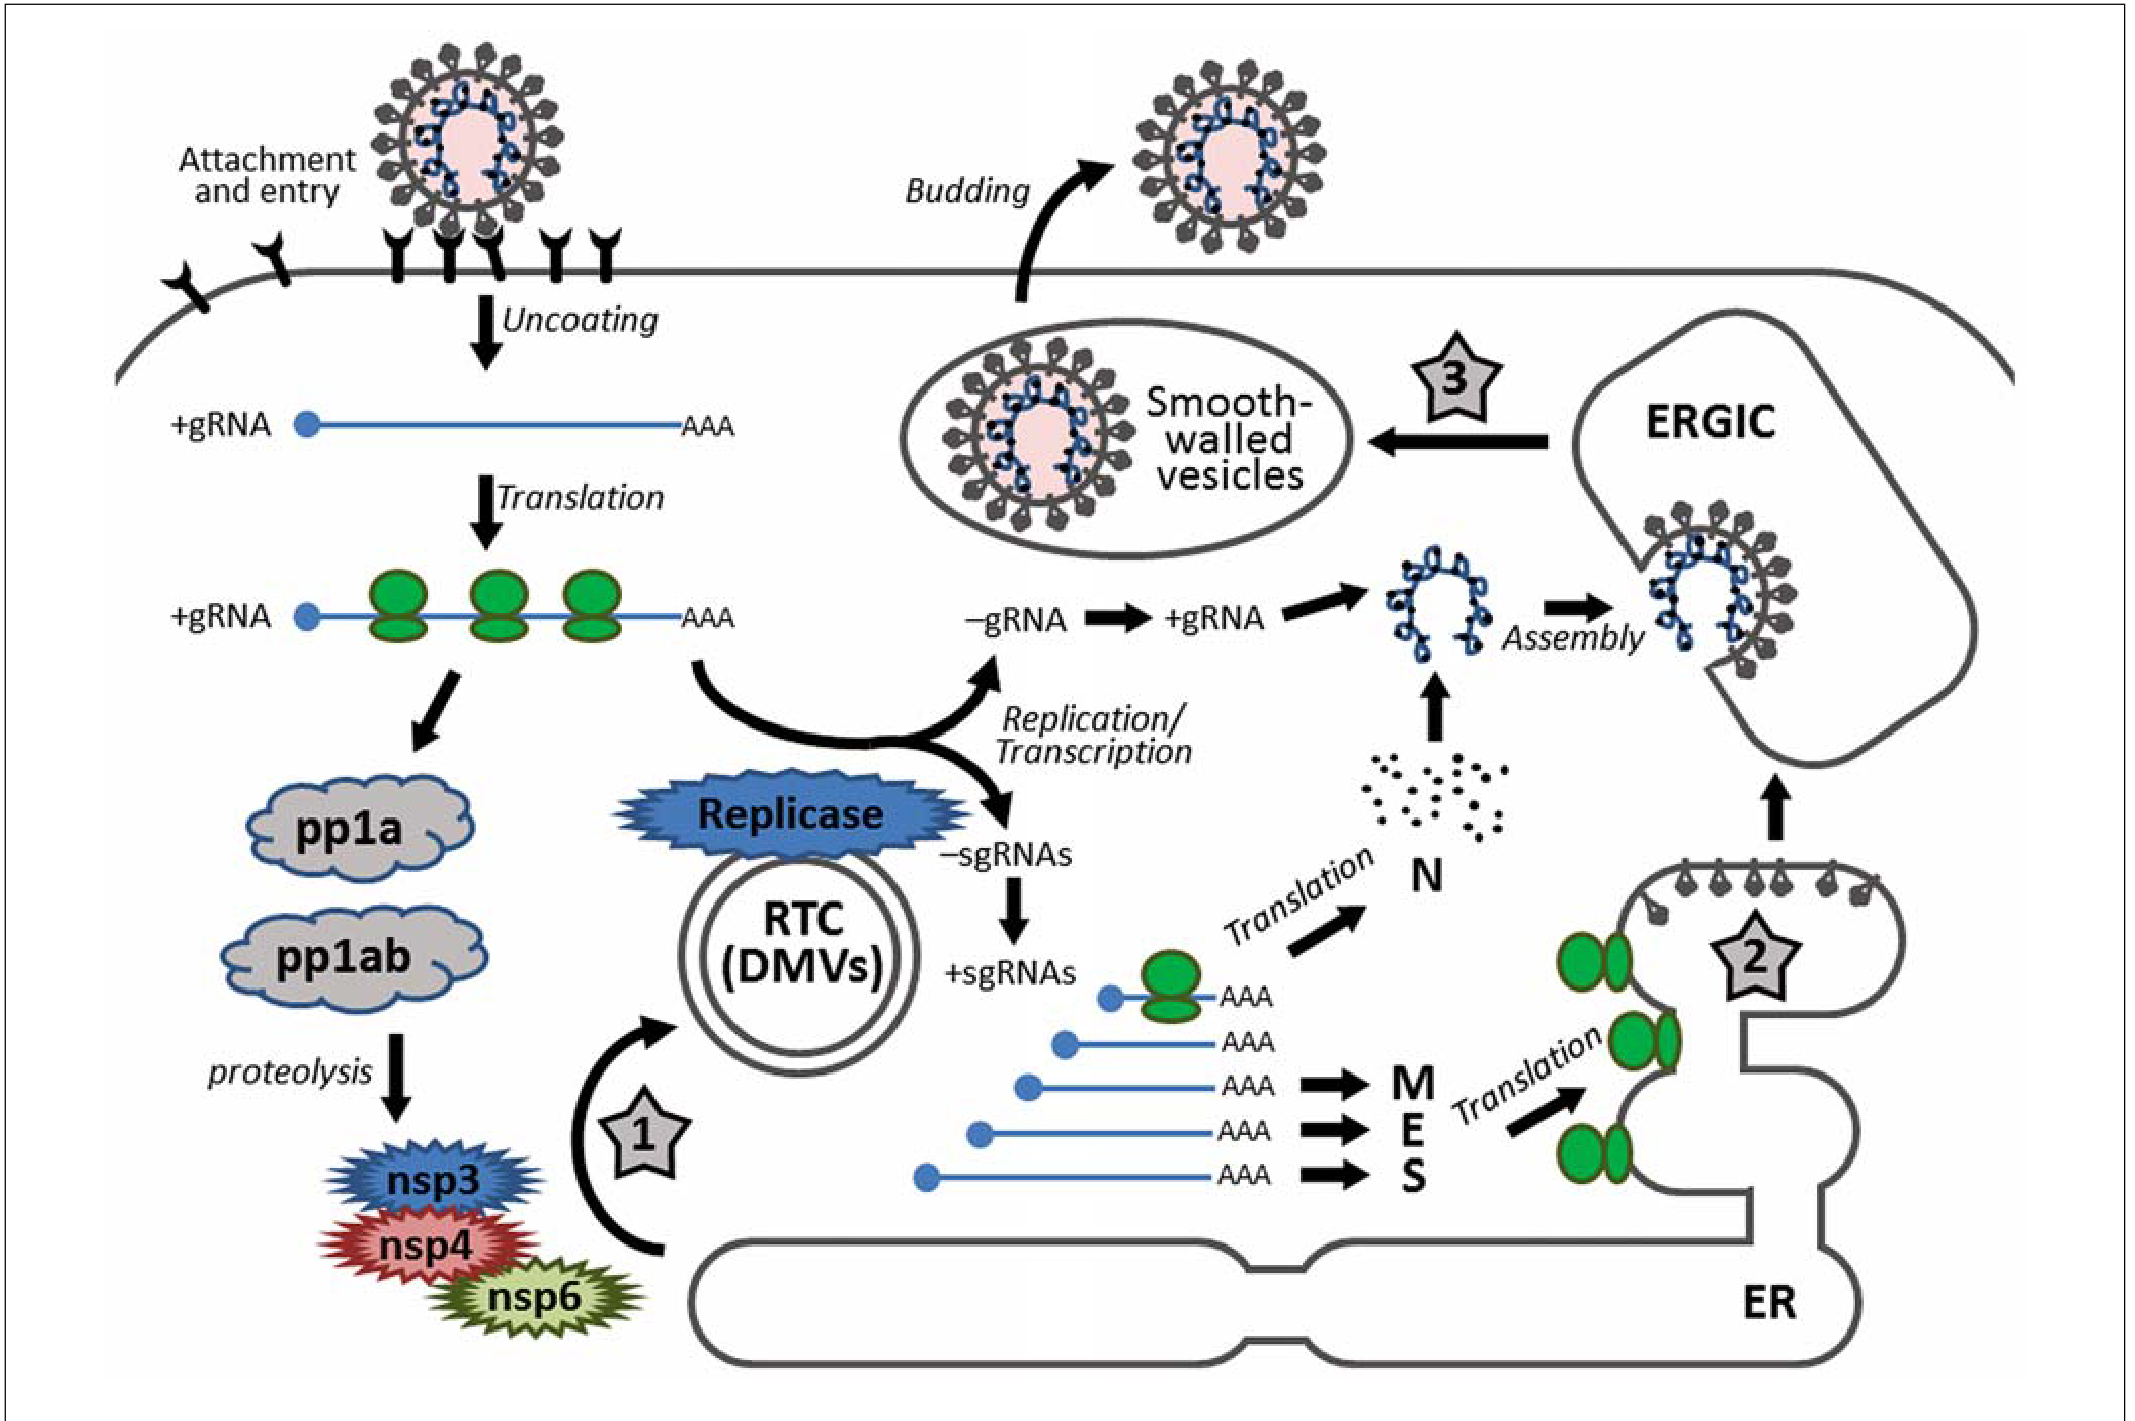 Attachment
and entry
Budding
Uncoating
+gRNA
AAA
Translation
+gRNA
AAA
pp1a
pp1ab
proteolysis
nsp3
nsp4
nsp6
1
Replicase
RTC
(DMVs)
Replication/
Transcription
–gRNA
+gRNA
–sgRNAs
+sgRNAs
AAA
AAA
AAA
AAA
AAA
M
E
S
Translation
N
Translation
2
ER
Assembly
ERGIC
3
Smooth-
walled
vesicles